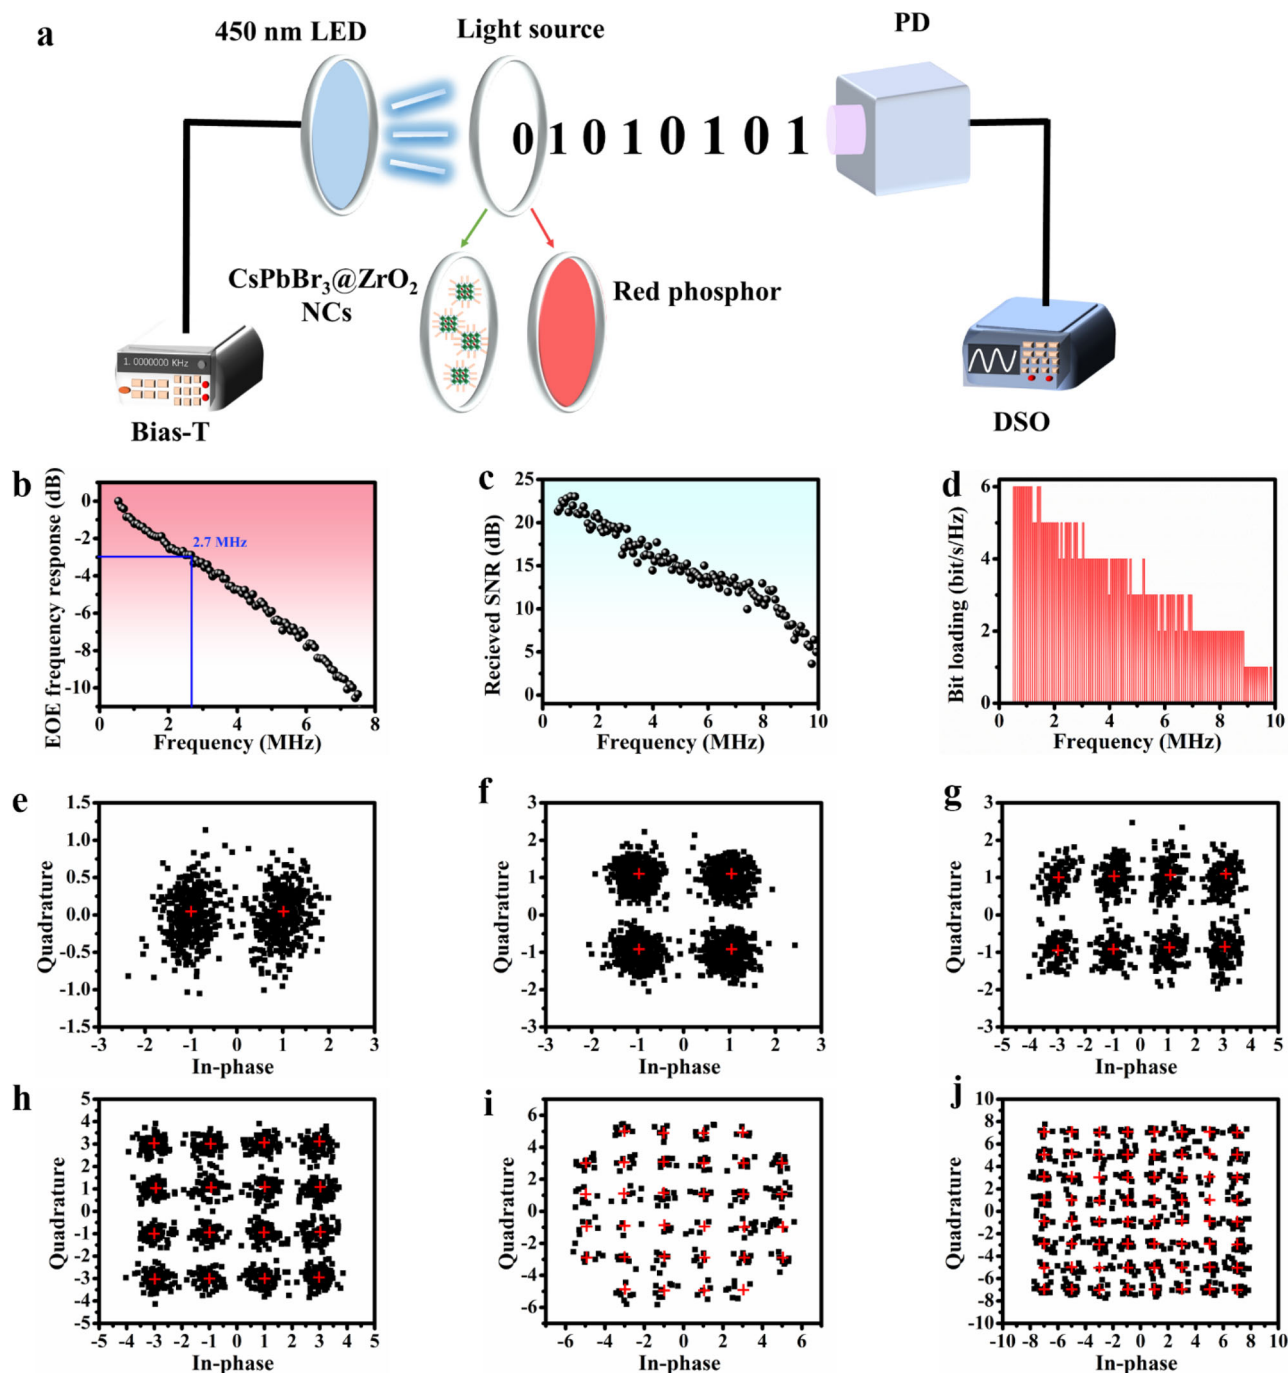 a
450 nm LED
Light source
PD
0 1 0 1 0 1 0 1
CsPbBr₃@ZrO₂
NCs
Red phosphor
1. 0000000 KHz
Bias-T
DSO
b
EOE frequency response (dB)
0
-2
-4
-6
-8
-10
2.7 MHz
0 2 4 6 8
Frequency (MHz)
c
Recieved SNR (dB)
25
20
15
10
5
0
0 2 4 6 8 10
Frequency (MHz)
d
Bit loading (bit/s/Hz)
6
4
2
0
0 2 4 6 8 10
Frequency (MHz)
e
Quadrature
1.5
1.0
0.5
0.0
-0.5
-1.0
-1.5
-3 -2 -1 0 1 2 3
In-phase
f
Quadrature
3
2
1
0
-1
-2
-3
-3 -2 -1 0 1 2 3
In-phase
g
Quadrature
3
2
1
0
-1
-2
-3
-5 -4 -3 -2 -1 0 1 2 3 4 5
In-phase
h
Quadrature
5
4
3
2
1
0
-1
-2
-3
-4
-5
-5 -4 -3 -2 -1 0 1 2 3 4 5
In-phase
i
Quadrature
6
4
2
0
-2
-4
-6
-6 -4 -2 0 2 4 6
In-phase
j
Quadrature
10
8
6
4
2
0
-2
-4
-6
-8
-10
-10 -8 -6 -4 -2 0 2 4 6 8 10
In-phase